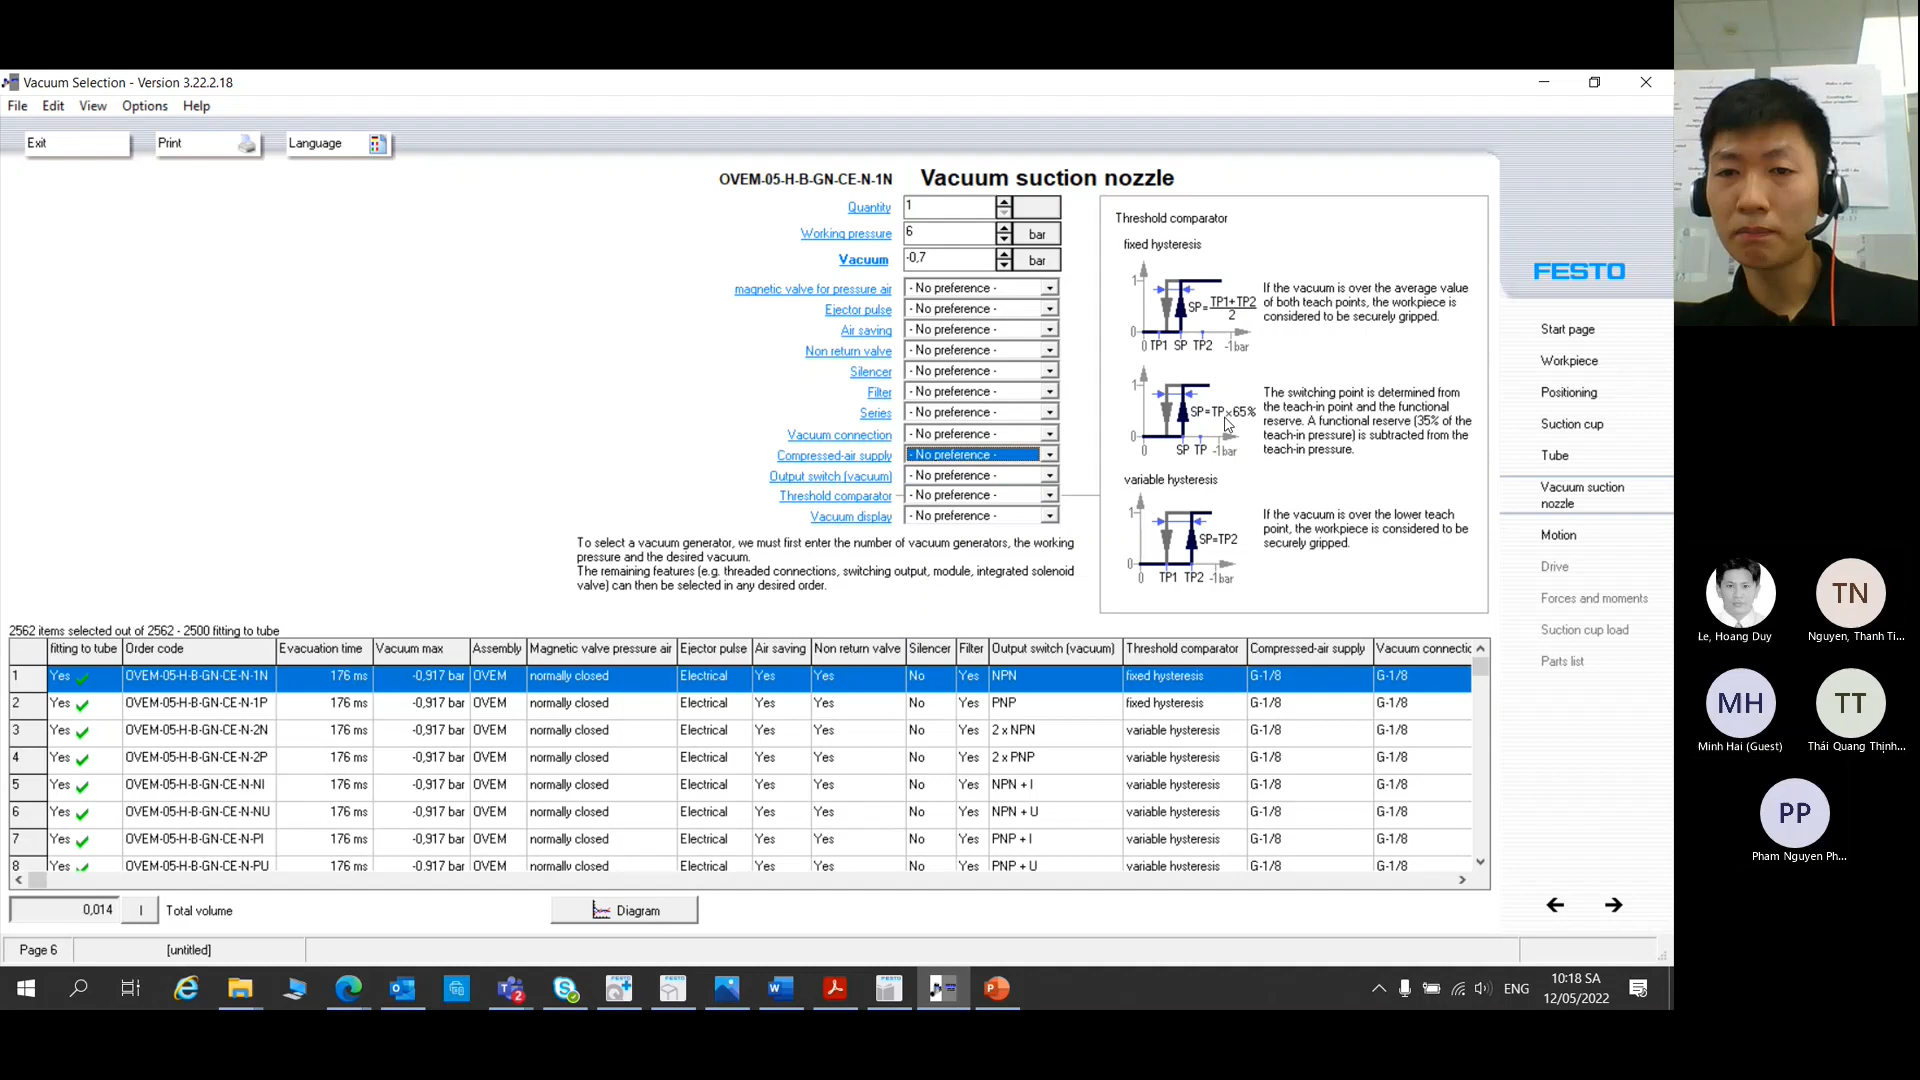 Vacuum Selection - Version 3.22.2.18
File Edit View Options Help
Exit Print Language
OVEM-05-H-B-GN-CE-N-1N Vacuum suction nozzle
Quantity 1
Working pressure 6 bar
Vacuum -0,7 bar
magnetic valve for pressure air - No preference -
Ejector pulse - No preference -
Air saving - No preference -
Non return valve - No preference -
Silencer - No preference -
Filter - No preference -
Series - No preference -
Vacuum connection - No preference -
Compressed-air supply - No preference -
Output switch (vacuum) - No preference -
Threshold comparator - No preference -
Vacuum display - No preference -
To select a vacuum generator, we must first enter the number of vacuum generators, the working
pressure and the desired vacuum.
The remaining features (e.g. threaded connections, switching output, module, integrated solenoid
valve) can then be selected in any desired order.
Threshold comparator
fixed hysteresis
1
SP= TP1+TP2
2
0
0 TP1 SP TP2 -1bar
If the vacuum is over the average value
of both teach points, the workpiece is
considered to be securely gripped.
1
SP=TP×65%
0
0 SP TP -1bar
The switching point is determined from
the teach-in point and the functional
reserve. A functional reserve (35% of the
teach-in pressure) is subtracted from the
teach-in pressure.
variable hysteresis
1
SP=TP2
0
0 TP1 TP2 -1bar
If the vacuum is over the lower teach
point, the workpiece is considered to be
securely gripped.
FESTO
Start page
Workpiece
Positioning
Suction cup
Tube
Vacuum suction
nozzle
Motion
Drive
Forces and moments
Suction cup load
Parts list
2562 items selected out of 2562 - 2500 fitting to tube
fitting to tube Order code Evacuation time Vacuum max Assembly Magnetic valve pressure air Ejector pulse Air saving Non return valve Silencer Filter Output switch (vacuum) Threshold comparator Compressed-air supply Vacuum connectic
1 Yes OVEM-05-H-B-GN-CE-N-1N 176 ms -0,917 bar OVEM normally closed Electrical Yes Yes No Yes NPN fixed hysteresis G-1/8 G-1/8
2 Yes OVEM-05-H-B-GN-CE-N-1P 176 ms -0,917 bar OVEM normally closed Electrical Yes Yes No Yes PNP fixed hysteresis G-1/8 G-1/8
3 Yes OVEM-05-H-B-GN-CE-N-2N 176 ms -0,917 bar OVEM normally closed Electrical Yes Yes No Yes 2 x NPN variable hysteresis G-1/8 G-1/8
4 Yes OVEM-05-H-B-GN-CE-N-2P 176 ms -0,917 bar OVEM normally closed Electrical Yes Yes No Yes 2 x PNP variable hysteresis G-1/8 G-1/8
5 Yes OVEM-05-H-B-GN-CE-N-NI 176 ms -0,917 bar OVEM normally closed Electrical Yes Yes No Yes NPN + I variable hysteresis G-1/8 G-1/8
6 Yes OVEM-05-H-B-GN-CE-N-NU 176 ms -0,917 bar OVEM normally closed Electrical Yes Yes No Yes NPN + U variable hysteresis G-1/8 G-1/8
7 Yes OVEM-05-H-B-GN-CE-N-PI 176 ms -0,917 bar OVEM normally closed Electrical Yes Yes No Yes PNP + I variable hysteresis G-1/8 G-1/8
8 Yes OVEM-05-H-B-GN-CE-N-PU 176 ms -0,917 bar OVEM normally closed Electrical Yes Yes No Yes PNP + U variable hysteresis G-1/8 G-1/8
0,014 l Total volume Diagram
Page 6 [untitled]
ENG 10:18 SA
12/05/2022
Le, Hoang Duy
TN
Nguyen, Thanh Ti...
MH
Minh Hai (Guest)
TT
Thái Quang Thịnh...
PP
Pham Nguyen Ph...